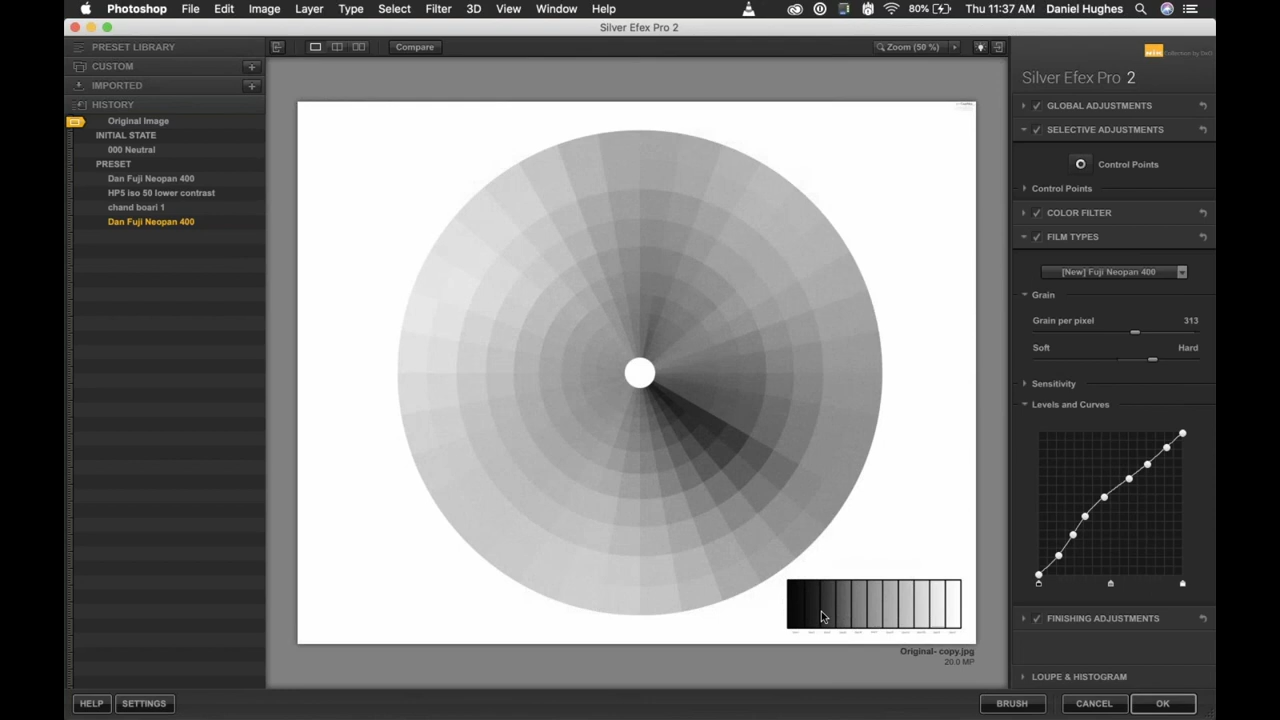 Photoshop File Edit Image Layer Type Select Filter 3D View Window Help 80% Thu 11:37 AM Daniel Hughes
Silver Efex Pro 2
PRESET LIBRARY
CUSTOM
IMPORTED
HISTORY
Original Image
INITIAL STATE
000 Neutral
PRESET
Dan Fuji Neopan 400
HP5 iso 50 lower contrast
chand boari 1
Dan Fuji Neopan 400
Compare
Zoom (50 %)
Original- copy.jpg
20.0 MP
nik Collection by DxO
Silver Efex Pro 2
GLOBAL ADJUSTMENTS
SELECTIVE ADJUSTMENTS
Control Points
Control Points
COLOR FILTER
FILM TYPES
[New] Fuji Neopan 400
Grain
Grain per pixel 313
Soft Hard
Sensitivity
Levels and Curves
FINISHING ADJUSTMENTS
LOUPE & HISTOGRAM
HELP SETTINGS BRUSH CANCEL OK